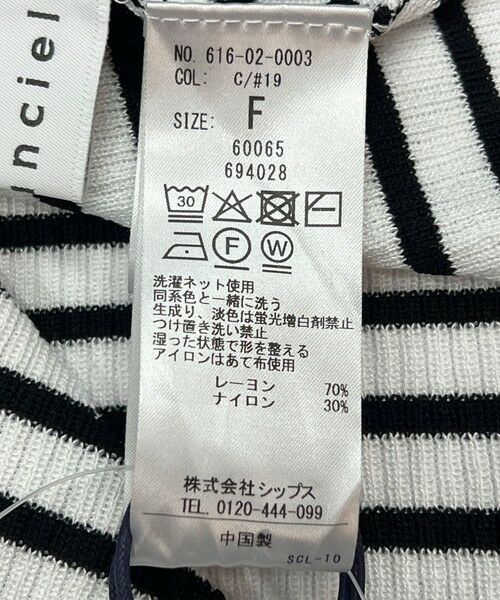 nciel
NO. 616-02-0003
COL: C/#19
SIZE: F
60065
694028
30
F W
洗濯ネット使用
同系色と一緒に洗う
生成り、淡色は蛍光増白剤禁止
つけ置き洗い禁止
湿った状態で形を整える
アイロンはあて布使用
レーヨン 70%
ナイロン 30%
株式会社シップス
TEL. 0120-444-099
中国製
SCL-10